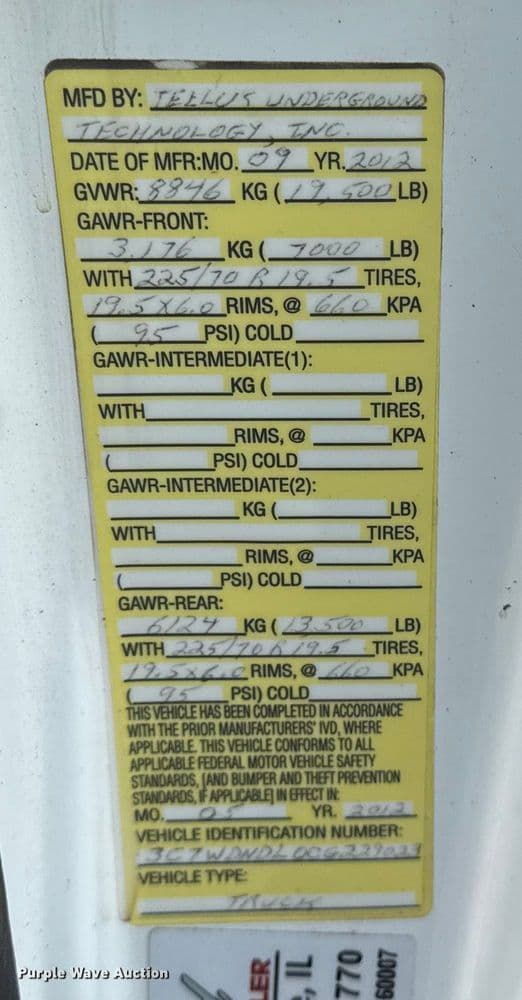 MFD BY: TELLUS UNDERGROUND
TECHNOLOGY, INC.
DATE OF MFR:MO. 09 YR. 2012
GVWR: 8846 KG ( 19,500 LB)
GAWR-FRONT:
3,176 KG ( 7000 LB)
WITH 225/70 R 19.5 TIRES,
19.5 X 6.0 RIMS, @ 660 KPA
( 95 PSI) COLD
GAWR-INTERMEDIATE(1):
KG ( LB)
WITH TIRES,
RIMS, @ KPA
( PSI) COLD
GAWR-INTERMEDIATE(2):
KG ( LB)
WITH TIRES,
RIMS, @ KPA
( PSI) COLD
GAWR-REAR:
6124 KG ( 13,500 LB)
WITH 225/70 R 19.5 TIRES,
19.5x6.0 RIMS, @ 660 KPA
( 95 PSI) COLD
THIS VEHICLE HAS BEEN COMPLETED IN ACCORDANCE
WITH THE PRIOR MANUFACTURERS' IVD, WHERE
APPLICABLE. THIS VEHICLE CONFORMS TO ALL
APPLICABLE FEDERAL MOTOR VEHICLE SAFETY
STANDARDS, [AND BUMPER AND THEFT PREVENTION
STANDARDS, IF APPLICABLE] IN EFFECT IN:
MO. 05 YR. 2012
VEHICLE IDENTIFICATION NUMBER:
3C7WDNDL0CG229023
VEHICLE TYPE:
TRUCK
LER
, IL
770
60007
Purple Wave Auction